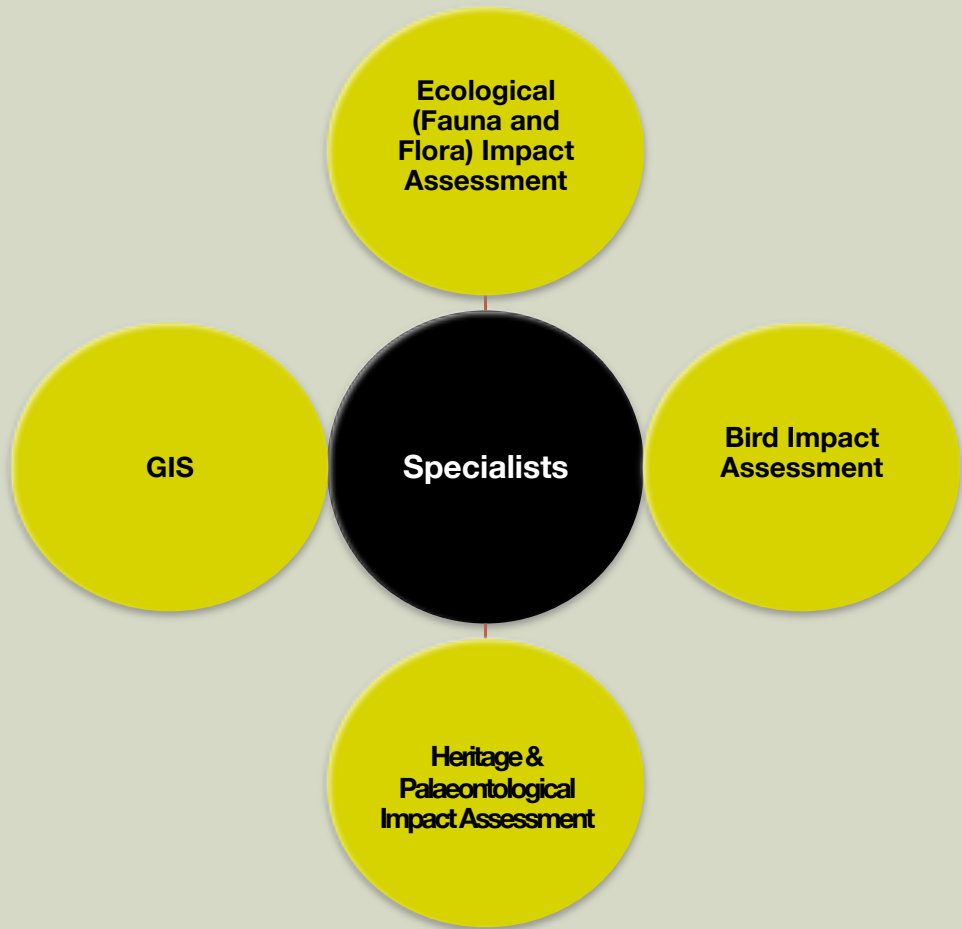 Ecological
(Fauna and
Flora) Impact
Assessment
GIS
Specialists
Bird Impact
Assessment
Heritage &
Palaeontological
Impact Assessment